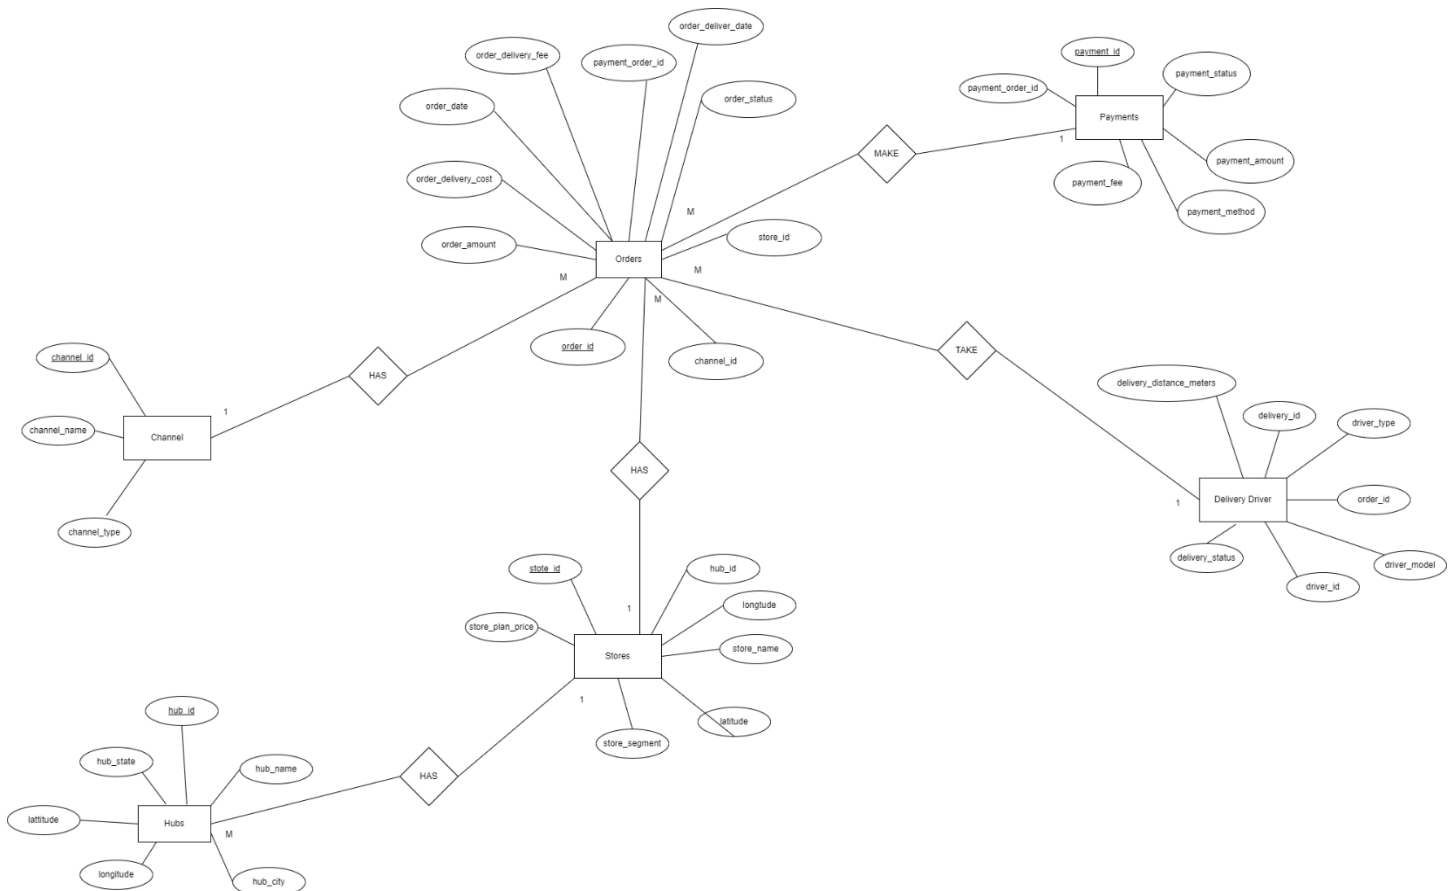 order_deliver_date
order_delivery_fee
payment_order_id
order_date
order_status
order_delivery_cost
order_amount
store_id
Orders
order_id
channel_id
M
M
M
M
MAKE
1
payment_id
payment_status
payment_order_id
Payments
payment_amount
payment_fee
payment_method
HAS
1
channel_id
channel_name
Channel
channel_type
TAKE
1
delivery_distance_meters
delivery_id
driver_type
Delivery Driver
order_id
delivery_status
driver_id
driver_model
HAS
1
stote_id
hub_id
longtude
store_plan_price
store_name
Stores
latitude
store_segment
1
HAS
M
hub_id
hub_state
hub_name
lattitude
Hubs
longitude
hub_city